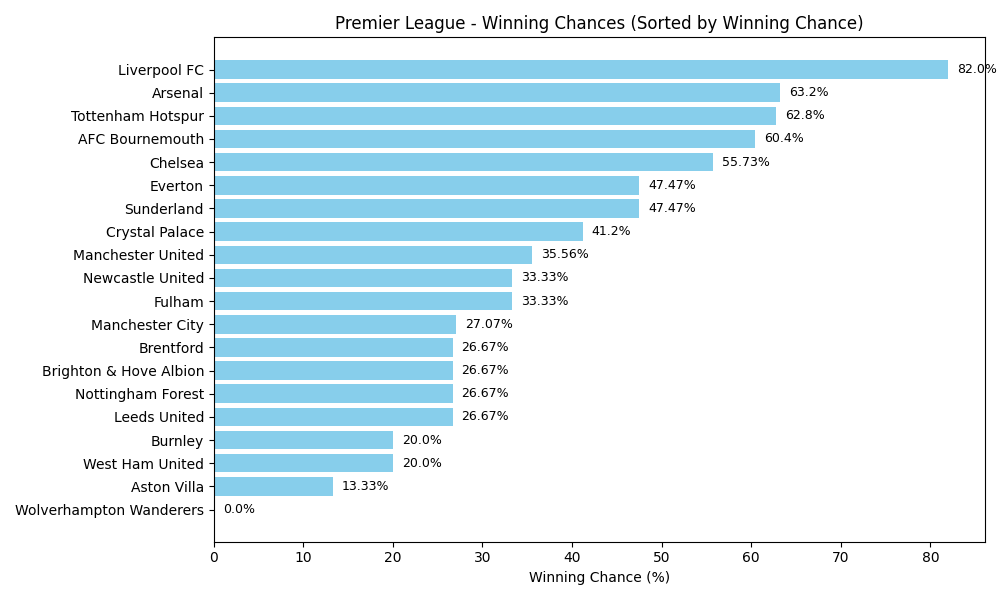 Premier League - Winning Chances (Sorted by Winning Chance)
Liverpool FC 82.0%
Arsenal 63.2%
Tottenham Hotspur 62.8%
AFC Bournemouth 60.4%
Chelsea 55.73%
Everton 47.47%
Sunderland 47.47%
Crystal Palace 41.2%
Manchester United 35.56%
Newcastle United 33.33%
Fulham 33.33%
Manchester City 27.07%
Brentford 26.67%
Brighton & Hove Albion 26.67%
Nottingham Forest 26.67%
Leeds United 26.67%
Burnley 20.0%
West Ham United 20.0%
Aston Villa 13.33%
Wolverhampton Wanderers 0.0%
0 10 20 30 40 50 60 70 80
Winning Chance (%)